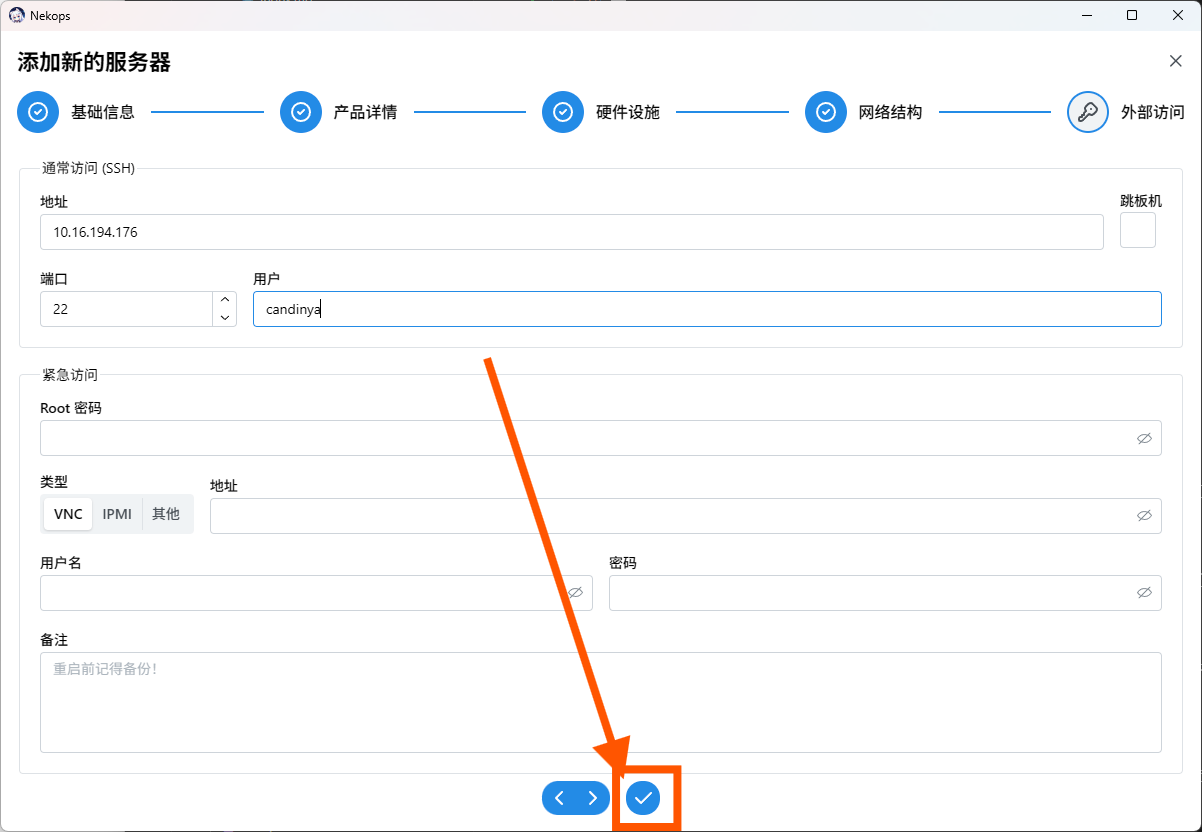 Nekops
添加新的服务器
基础信息 产品详情 硬件设施 网络结构 外部访问
通常访问 (SSH)
地址 跳板机
10.16.194.176
端口 用户
22 candinya
紧急访问
Root 密码
类型 地址
VNC IPMI 其他
用户名 密码
备注
重启前记得备份！